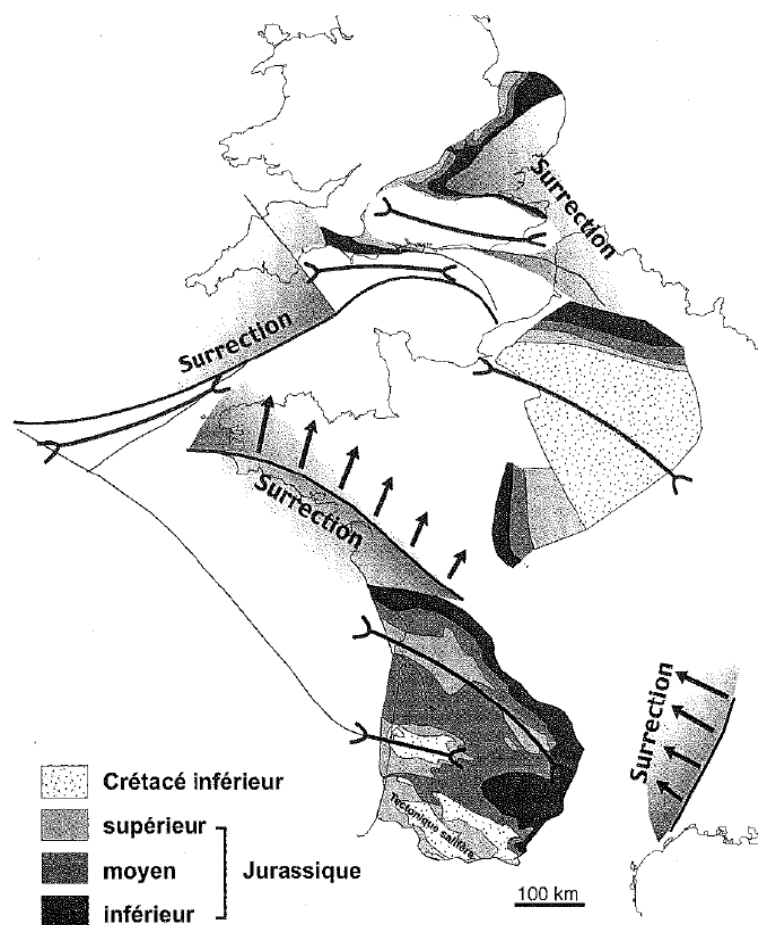 Surrection
Surrection
Surrection
Surrection
Tectonique salifère
Crétacé inférieur
supérieur
moyen
Jurassique
inférieur
100 km